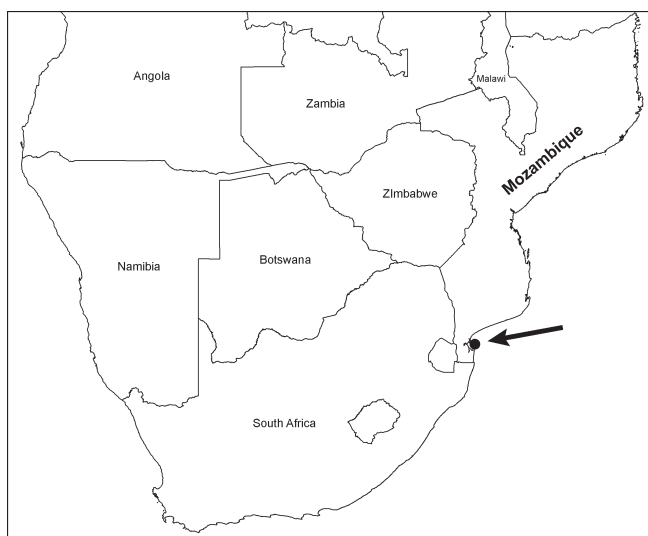 Angola
Malawi
Zambia
Mozambique
ZImbabwe
Namibia
Botswana
South Africa